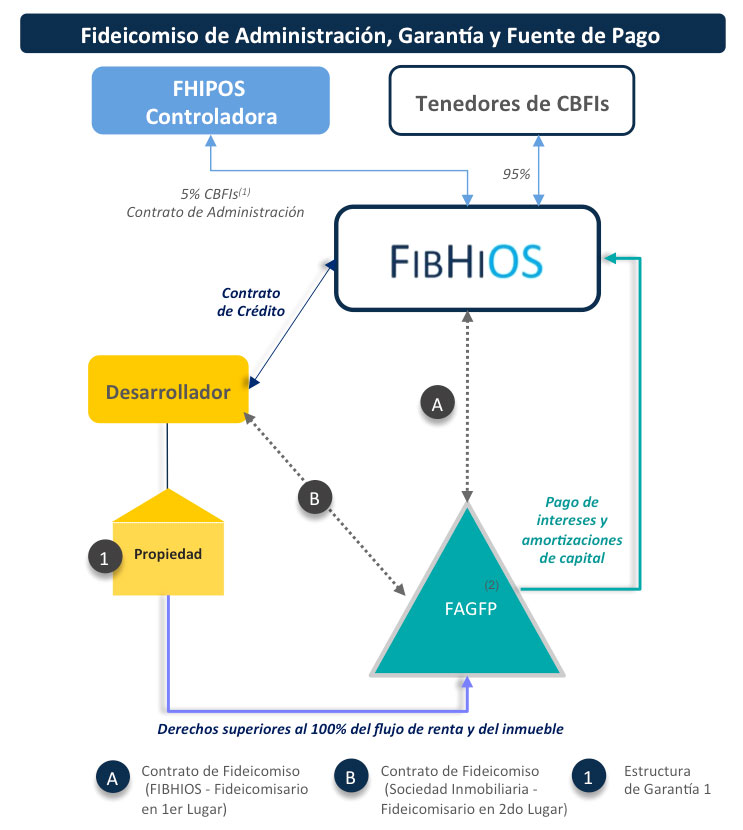 Fideicomiso de Administración, Garantía y Fuente de Pago
FHIPOS
Controladora
Tenedores de CBFIs
5% CBFIs(1)
Contrato de Administración
95%
FIBHIOS
Contrato
de Crédito
Desarrollador
A
B
Pago de
intereses y
amortizaciones
de capital
1
Propiedad
(2)
FAGFP
Derechos superiores al 100% del flujo de renta y del inmueble
A
Contrato de Fideicomiso
(FIBHIOS - Fideicomisario
en 1er Lugar)
B
Contrato de Fideicomiso
(Sociedad Inmobiliaria -
Fideicomisario en 2do Lugar)
1
Estructura
de Garantía 1